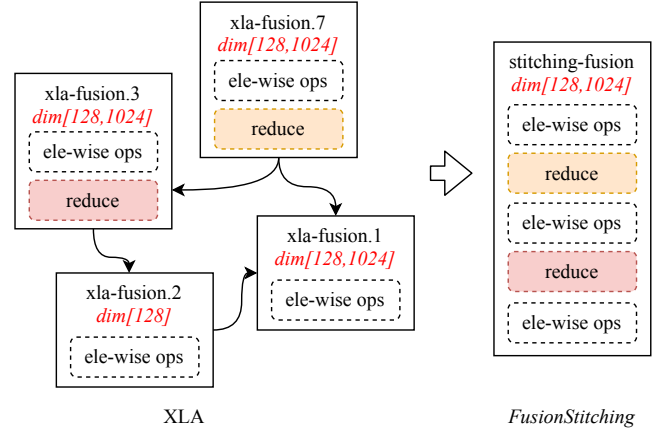 xla-fusion.7
dim[128,1024]
ele-wise ops
reduce
xla-fusion.3
dim[128,1024]
ele-wise ops
reduce
xla-fusion.1
dim[128,1024]
ele-wise ops
xla-fusion.2
dim[128]
ele-wise ops
XLA
stitching-fusion
dim[128,1024]
ele-wise ops
reduce
ele-wise ops
reduce
ele-wise ops
FusionStitching